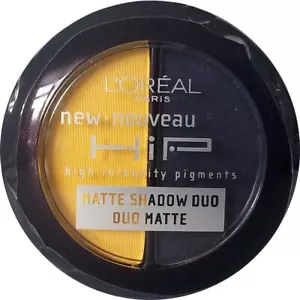 L'ORÉAL
PARIS
new-nouveau
HiP
high intensity pigments
MATTE SHADOW DUO
DUO MATTE